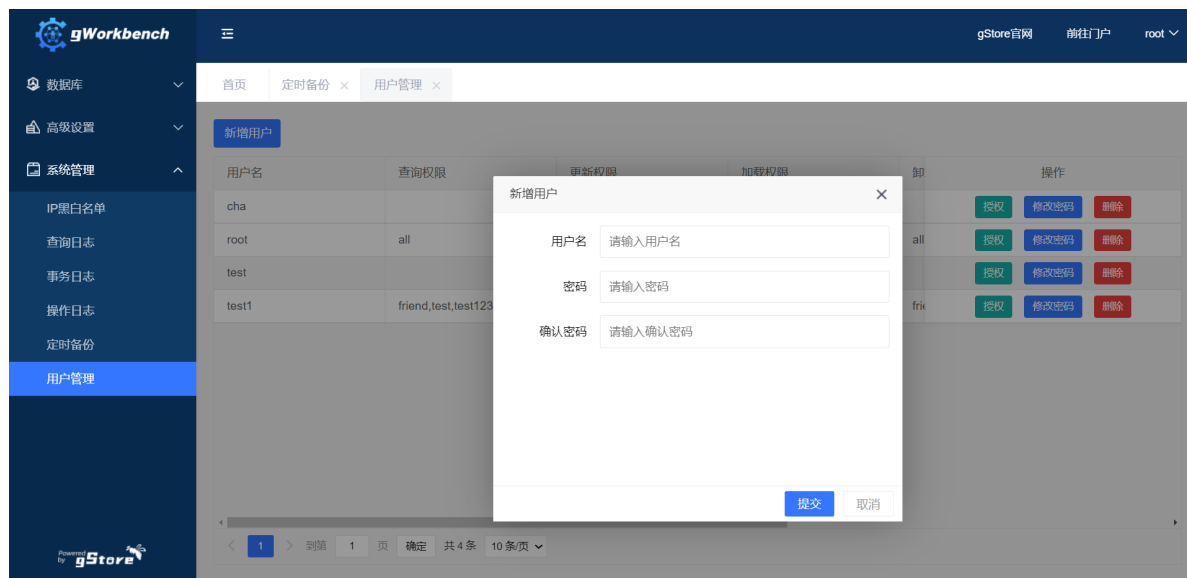 gWorkbench
gStore官网 前往门户 root
数据库
高级设置
系统管理
IP黑白名单
查询日志
事务日志
操作日志
定时备份
用户管理
Powered by gStore
首页 定时备份 用户管理
新增用户
用户名 查询权限 更新权限 加载权限 卸 操作
cha 授权 修改密码 删除
root all all 授权 修改密码 删除
test 授权 修改密码 删除
test1 friend,test,test123 frie 授权 修改密码 删除
新增用户
用户名 请输入用户名
密码 请输入密码
确认密码 请输入确认密码
提交 取消
1 到第 1 页 确定 共 4 条 10 条/页